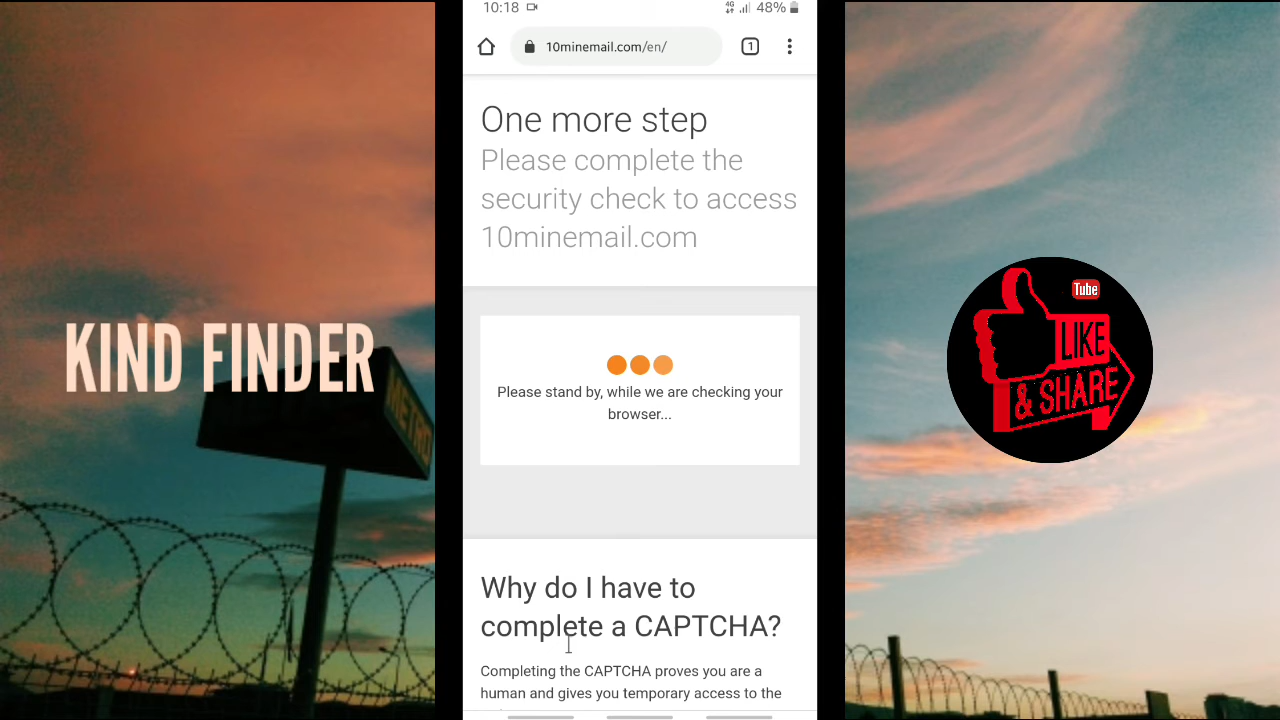 KIND FINDER
10:18
4G
48%
10minemail.com/en/
1
One more step
Please complete the
security check to access
10minemail.com
Please stand by, while we are checking your
browser...
Why do I have to
complete a CAPTCHA?
Completing the CAPTCHA proves you are a
human and gives you temporary access to the
Tube
LIKE
& SHARE